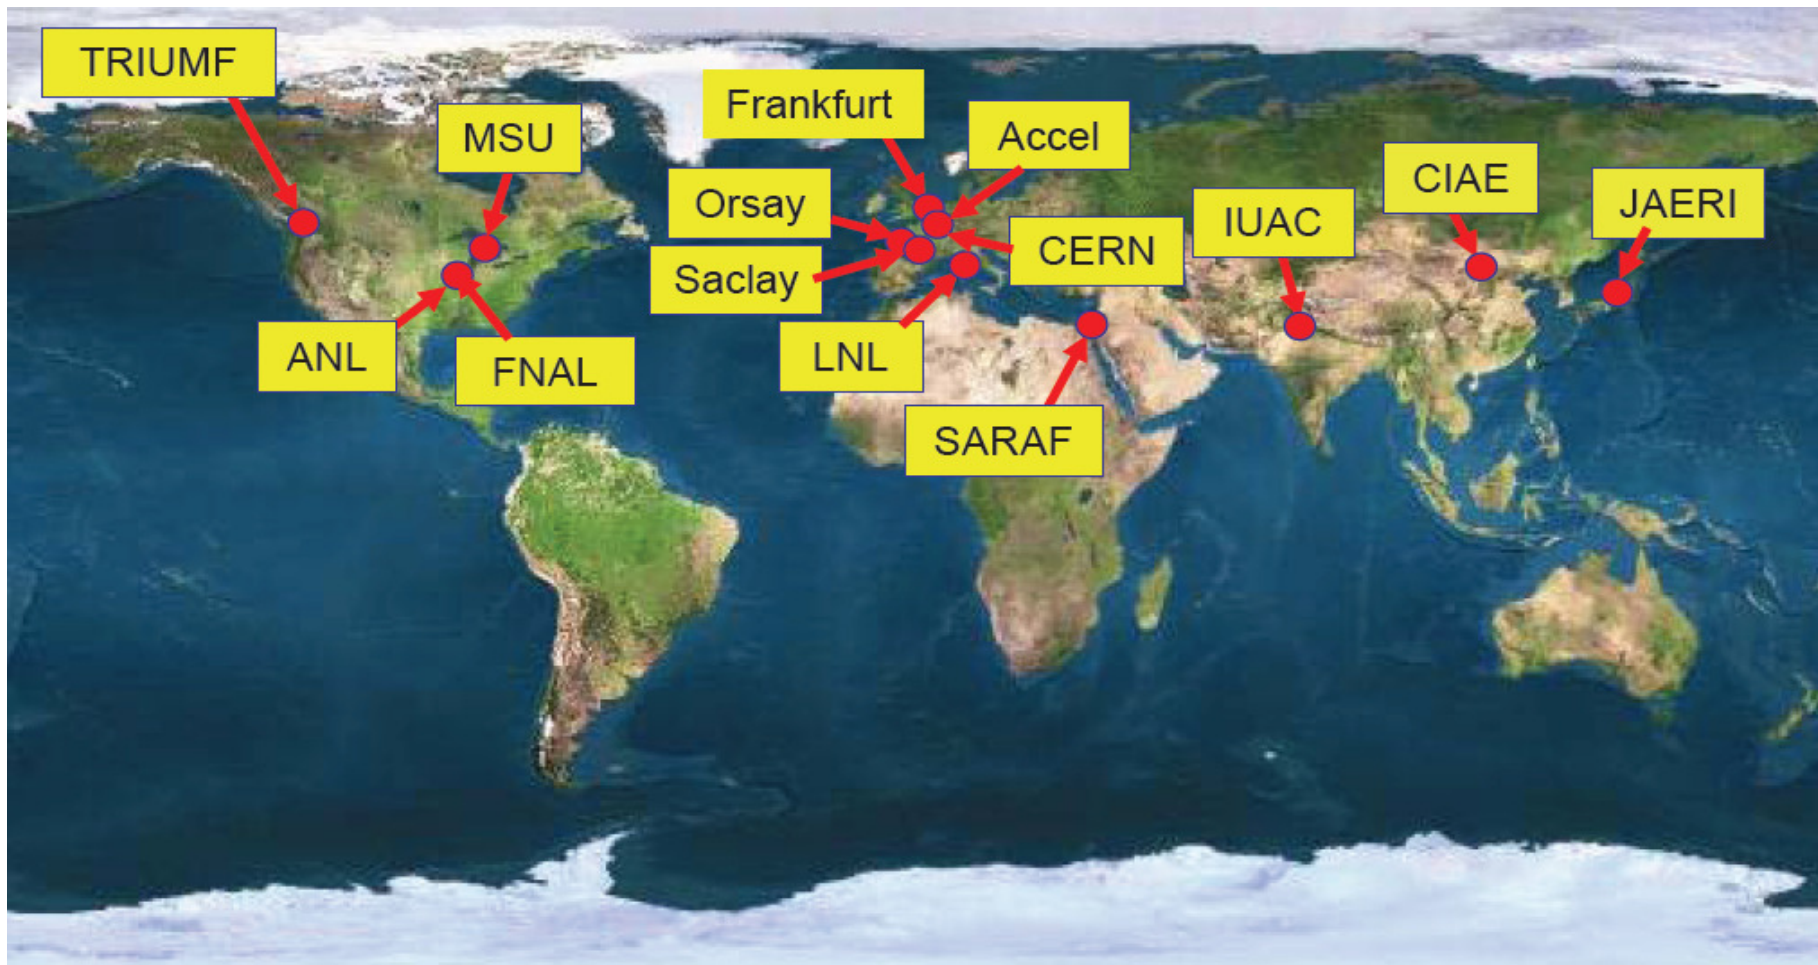 TRIUMF
MSU
Frankfurt
Accel
Orsay
CERN
Saclay
IUAC
CIAE
JAERI
ANL
FNAL
LNL
SARAF